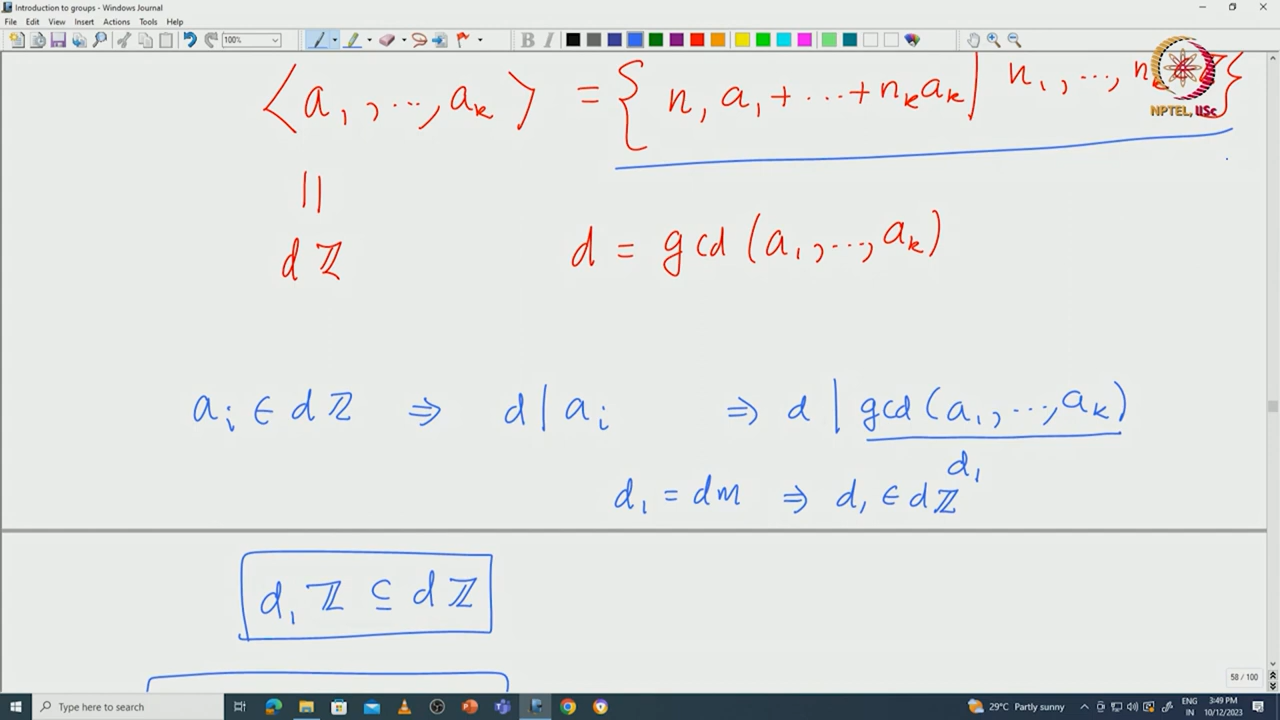 Introduction to groups - Windows Journal
File Edit View Insert Actions Tools Help
100%
B I
⟨a₁, ..., aₖ⟩ = { n₁a₁ + ... + nₖaₖ | n₁, ..., n
NPTEL, IISc
||
dℤ d = gcd(a₁, ..., aₖ)
aᵢ ∈ dℤ ⇒ d | aᵢ ⇒ d | gcd(a₁, ..., aₖ)
d₁
d₁ = dm ⇒ d₁ ∈ dℤ
d₁ℤ ⊆ dℤ
58 / 100
Type here to search
29°C Partly sunny
ENG
IN
3:49 PM
10/12/2023